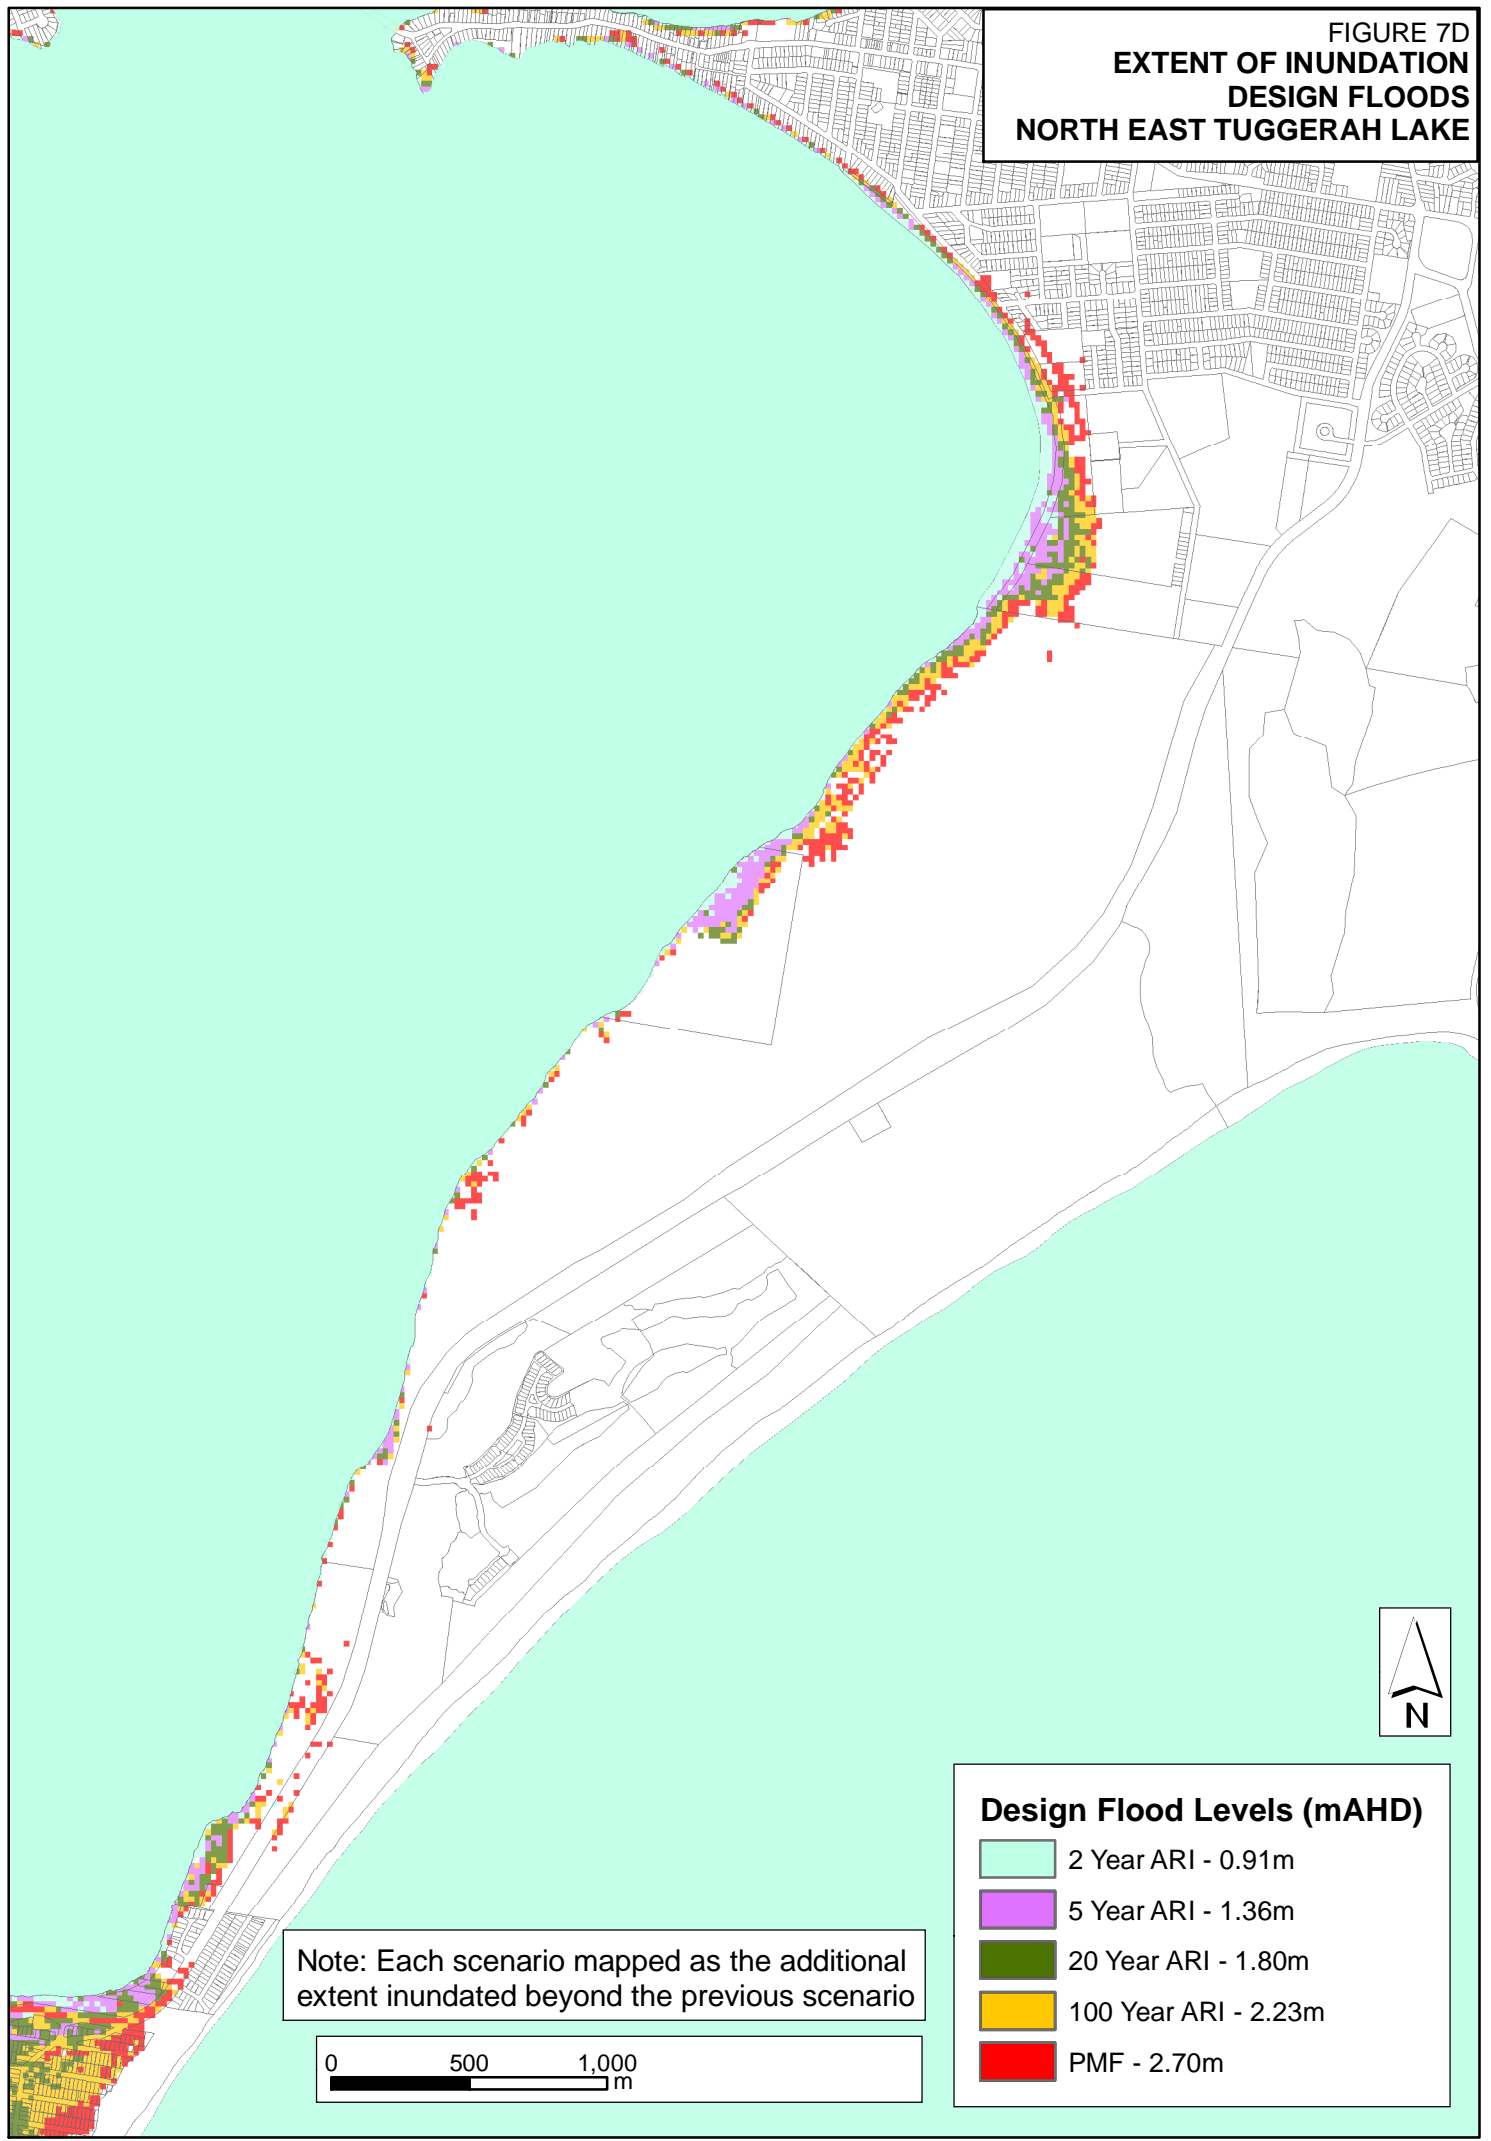 FIGURE 7D
EXTENT OF INUNDATION
DESIGN FLOODS
NORTH EAST TUGGERAH LAKE
N
Design Flood Levels (mAHD)
2 Year ARI - 0.91m
5 Year ARI - 1.36m
20 Year ARI - 1.80m
100 Year ARI - 2.23m
PMF - 2.70m
Note: Each scenario mapped as the additional
extent inundated beyond the previous scenario
0 500 1,000
m